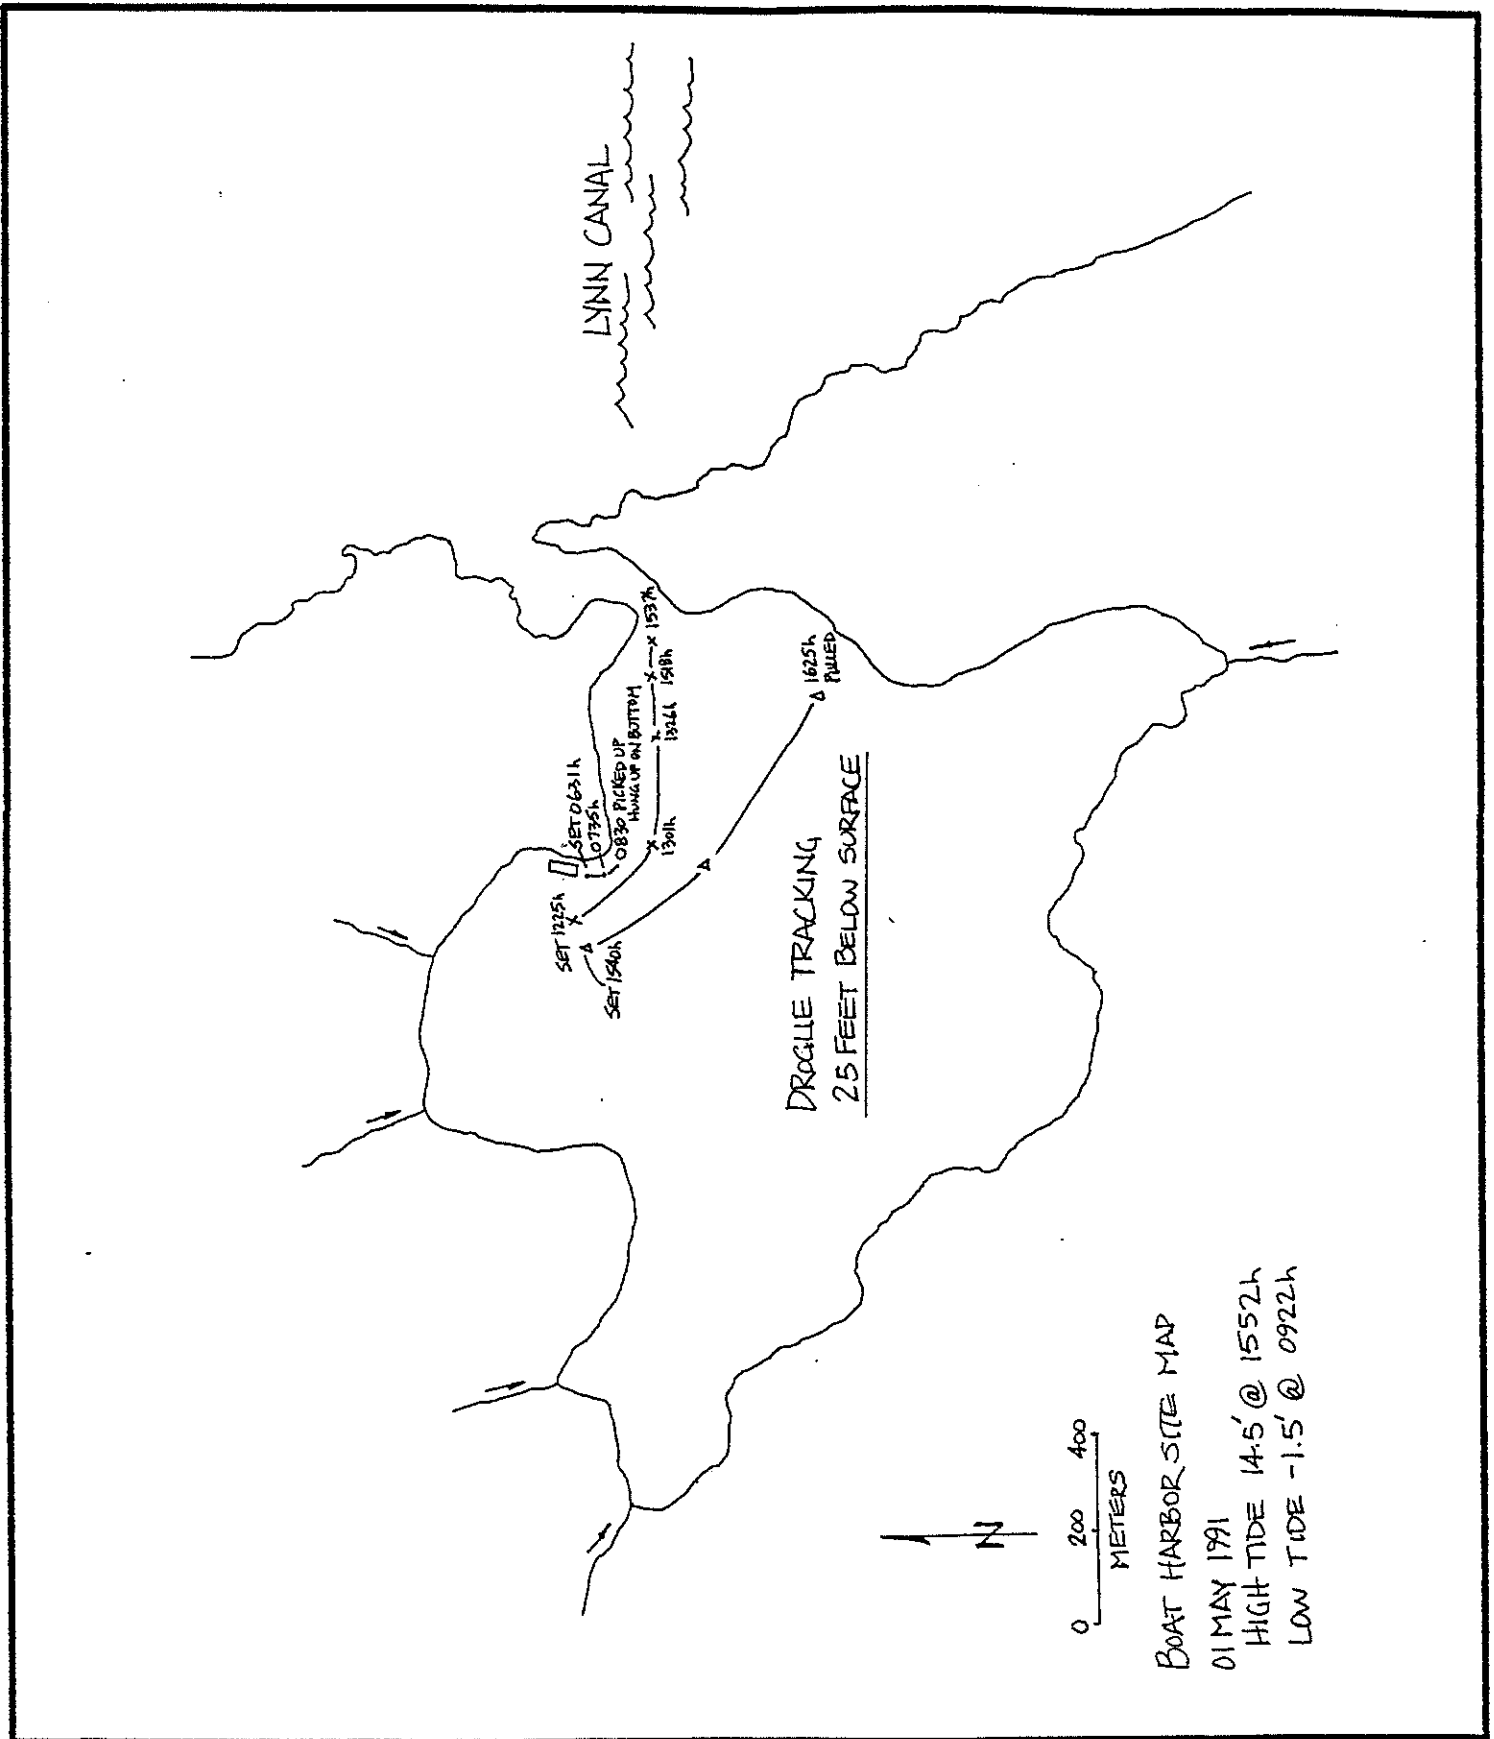 LYNN CANAL
SET 0631h
0735h
0830 PICKED UP
HUNG UP ON BOTTOM
SET 1225h
1301h
1326h
1518h
1537h
SET 1540h
1625h
PULLED
DROGUE TRACKING
25 FEET BELOW SURFACE
N
0 200 400
METERS
BOAT HARBOR SITE MAP
01 MAY 1991
HIGH TIDE 14.5' @ 1552h
LOW TIDE -1.5' @ 0922h